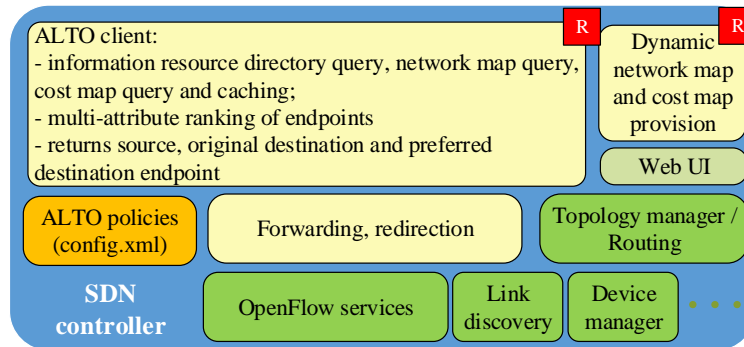 R
ALTO client:
- information resource directory query, network map query,
cost map query and caching;
- multi-attribute ranking of endpoints
- returns source, original destination and preferred
destination endpoint
R
Dynamic
network map
and cost map
provision
Web UI
ALTO policies
(config.xml)
Forwarding, redirection
Topology manager /
Routing
SDN
controller
OpenFlow services
Link
discovery
Device
manager